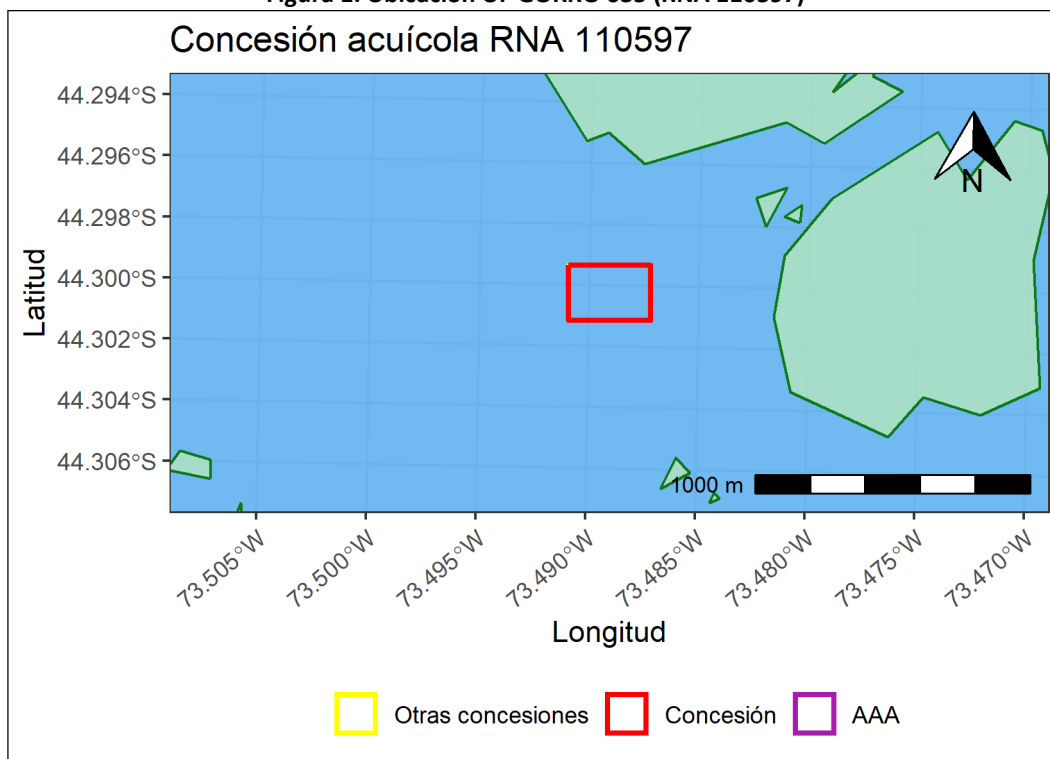 Concesión acuícola RNA 110597
44.294°S
44.296°S
44.298°S
44.300°S
44.302°S
44.304°S
44.306°S
Latitud
N
1000 m
73.505°W
73.500°W
73.495°W
73.490°W
73.485°W
73.480°W
73.475°W
73.470°W
Longitud
Otras concesiones
Concesión
AAA